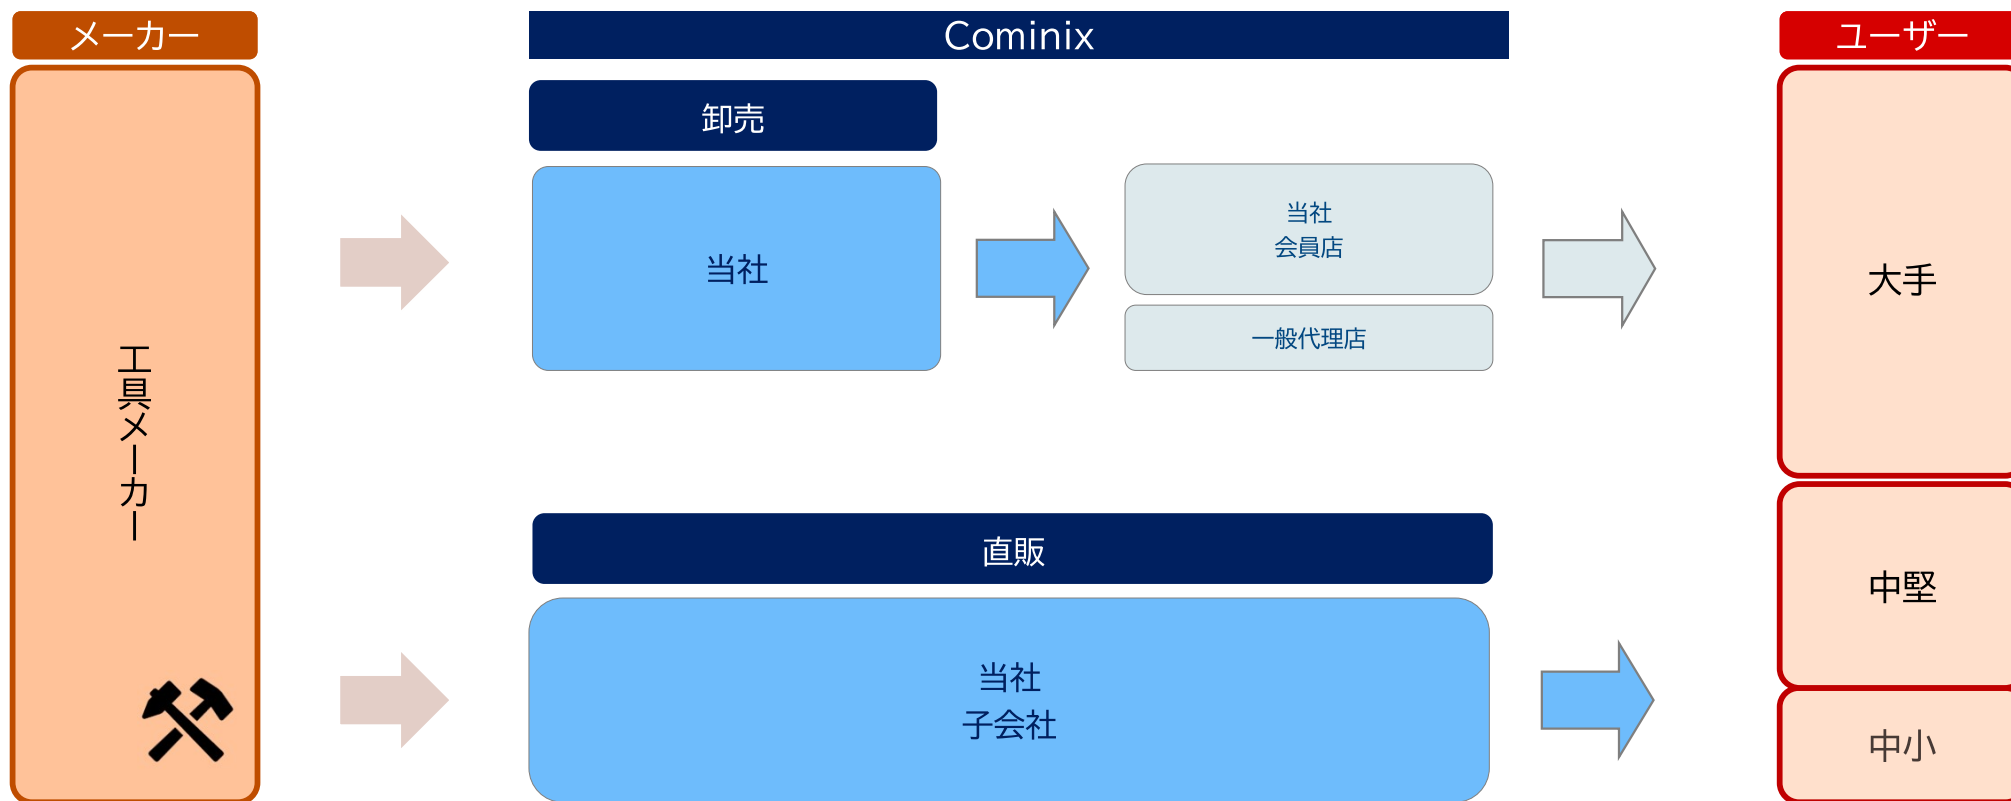 メーカー
Cominix
ユーザー
工具メーカー
卸売
当社
当社
会員店
一般代理店
直販
当社
子会社
大手
中堅
中小